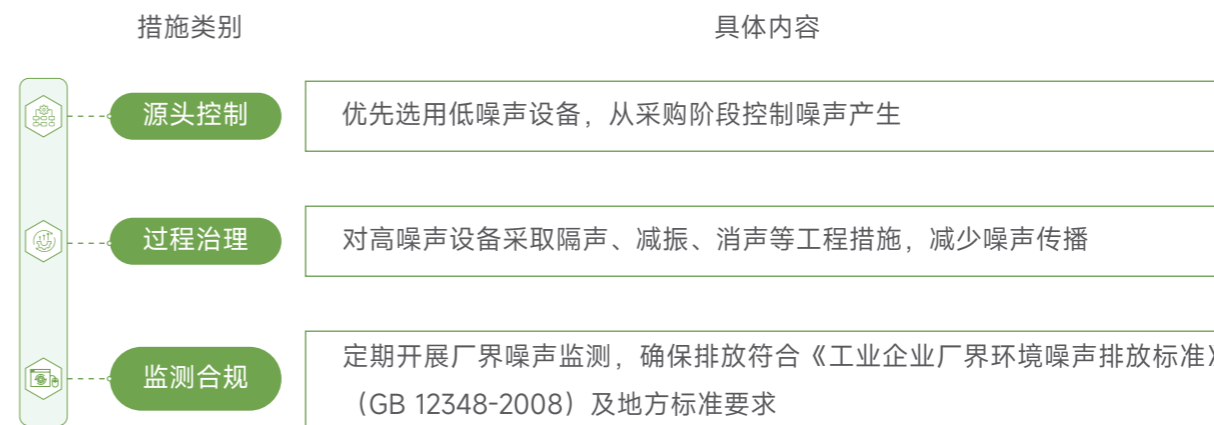 措施类别
具体内容
源头控制
优先选用低噪声设备，从采购阶段控制噪声产生
过程治理
对高噪声设备采取隔声、减振、消声等工程措施，减少噪声传播
监测合规
定期开展厂界噪声监测，确保排放符合《工业企业厂界环境噪声排放标准》
（GB 12348-2008）及地方标准要求